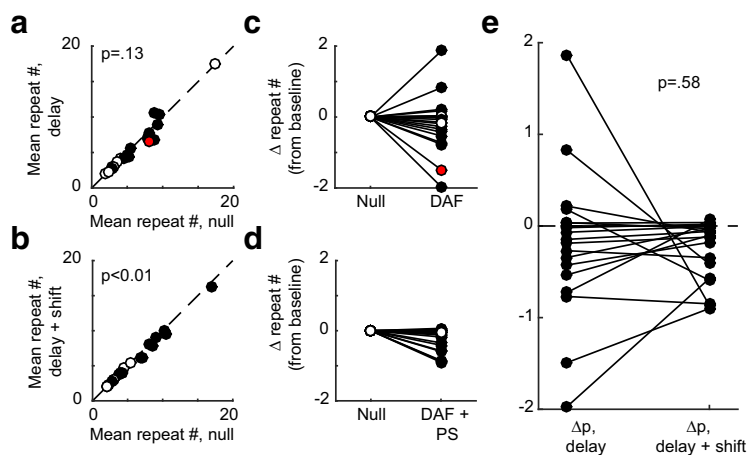 a
20
p=.13
Mean repeat #,
delay
0
0
20
Mean repeat #, null
b
20
p<0.01
Mean repeat #,
delay + shift
0
0
20
Mean repeat #, null
c
2
Δ repeat #
(from baseline)
0
-2
Null
DAF
d
2
Δ repeat #
(from baseline)
0
-2
Null
DAF +
PS
e
2
p=.58
1
0
-1
-2
Δp,
delay
Δp,
delay + shift